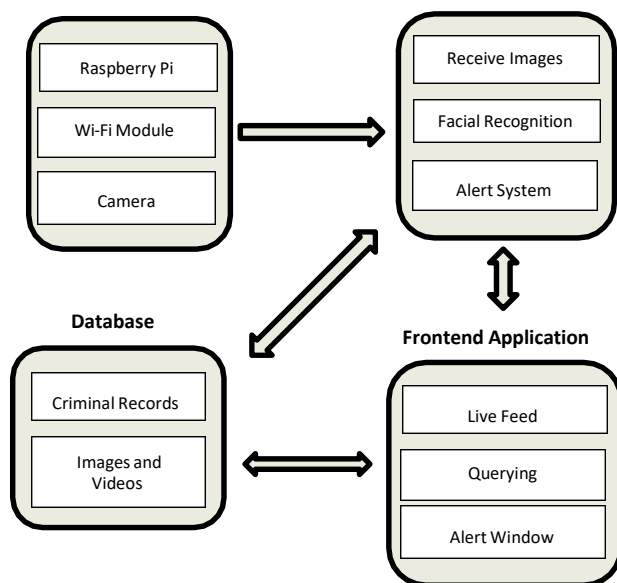 Raspberry Pi
Wi-Fi Module
Camera
Receive Images
Facial Recognition
Alert System
Database
Criminal Records
Images and
Videos
Frontend Application
Live Feed
Querying
Alert Window